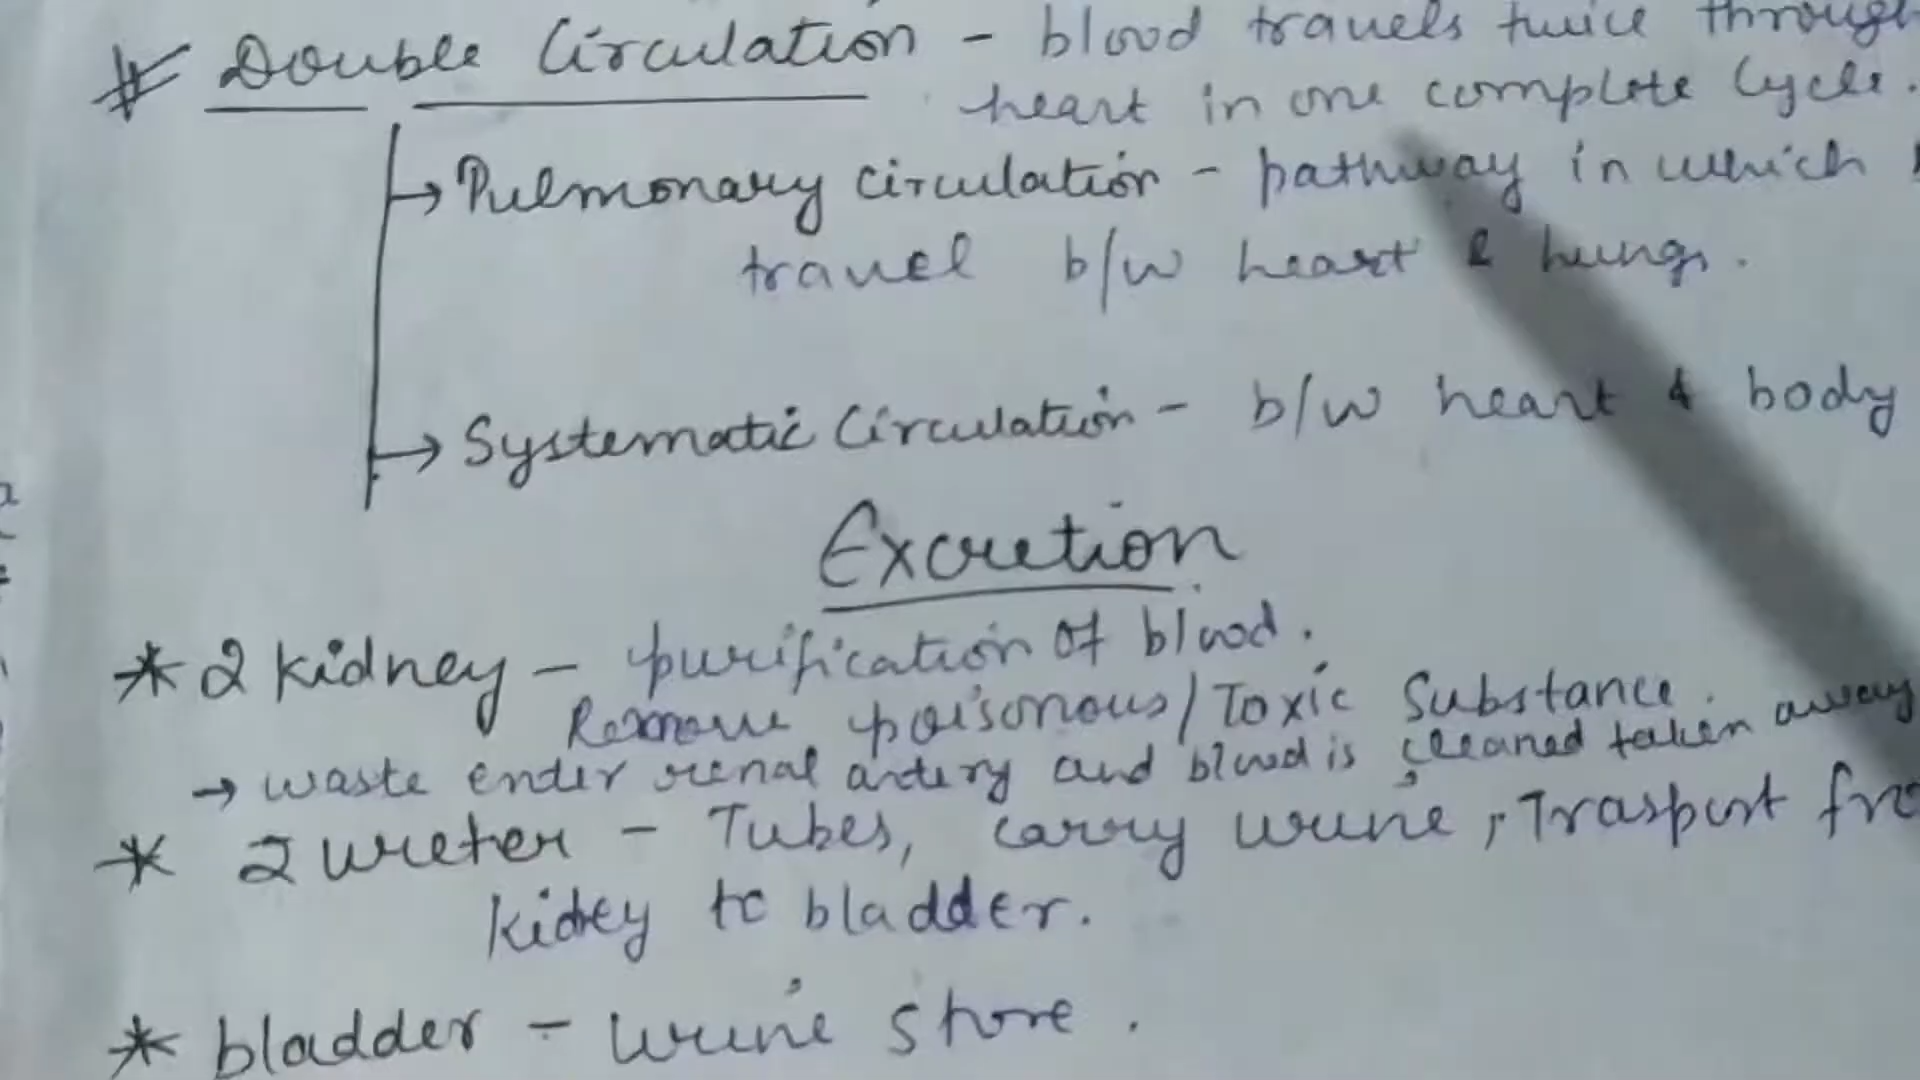 # Double Circulation - blood travels twice through
heart in one complete Cycle.
→ Pulmonary circulation - pathway in which
travel b/w heart & lungs.
→ Systematic Circulation - b/w heart & body
Excretion
* 2 kidney - purification of blood.
Remove poisonous/Toxic Substance.
→ waste enter renal artery and blood is cleaned taken away
* 2 ureter - Tubes, carry urine, Trasport fro
kidey to bladder.
* bladder - urine store.